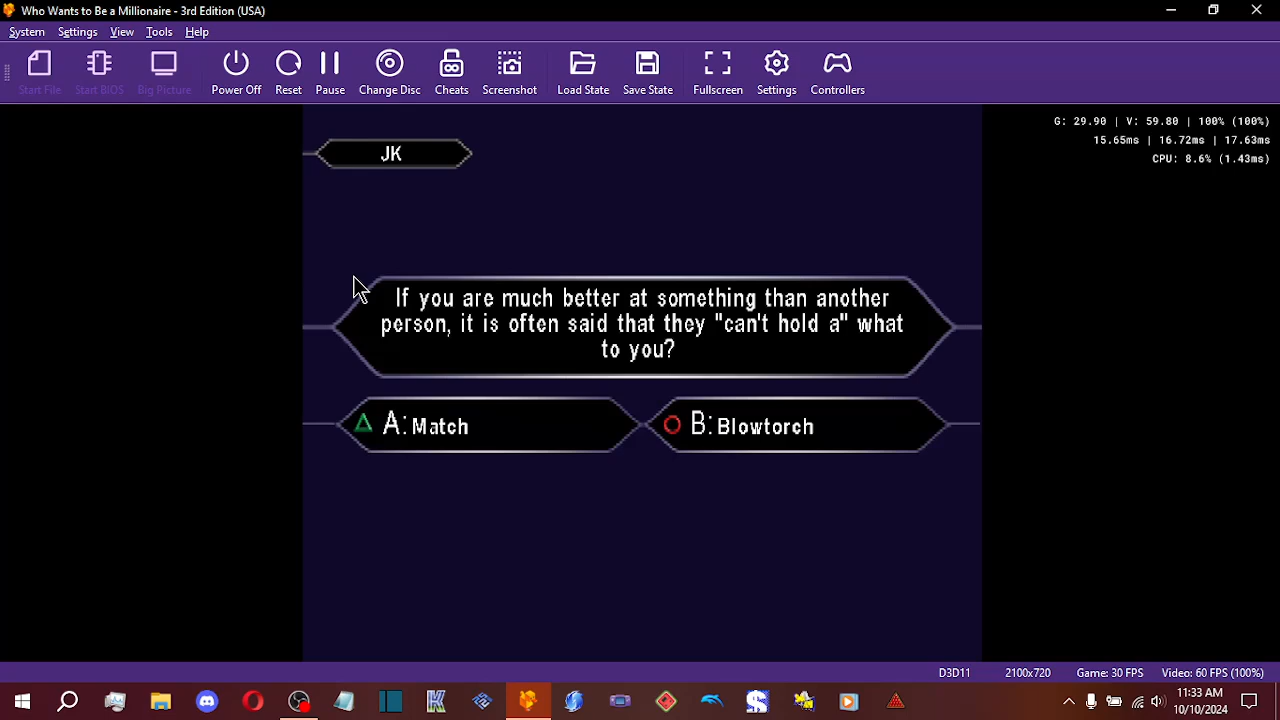 Who Wants to Be a Millionaire - 3rd Edition (USA)
System Settings View Tools Help
Start File Start BIOS Big Picture Power Off Reset Pause Change Disc Cheats Screenshot Load State Save State Fullscreen Settings Controllers
G: 29.90 | V: 59.80 | 100% (100%)
15.65ms | 16.72ms | 17.63ms
CPU: 8.6% (1.43ms)
JK
If you are much better at something than another
person, it is often said that they "can't hold a" what
to you?
A: Match
B: Blowtorch
D3D11 2100x720 Game: 30 FPS Video: 60 FPS (100%)
11:33 AM
10/10/2024